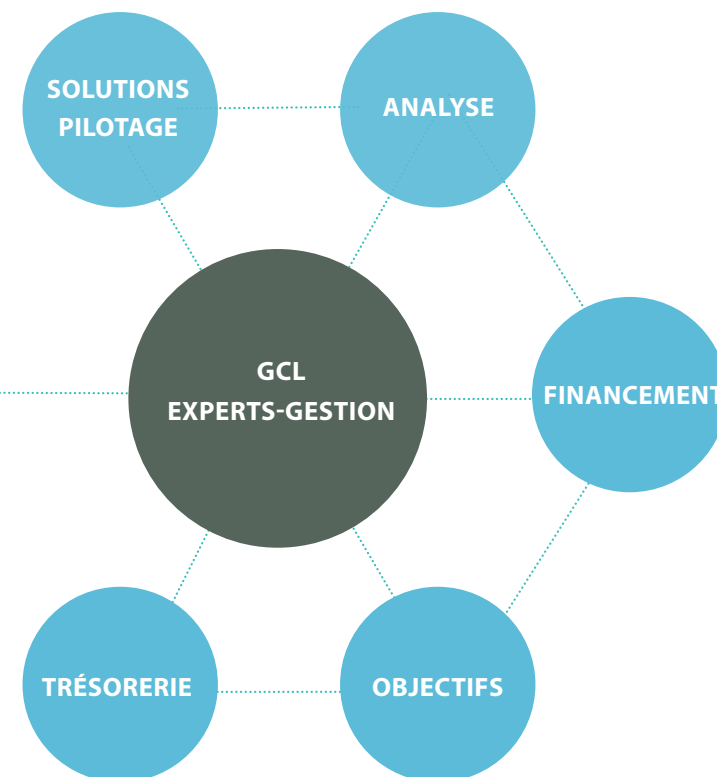 SOLUTIONS
PILOTAGE
ANALYSE
GCL
EXPERTS-GESTION
FINANCEMENT
TRÉSORERIE
OBJECTIFS